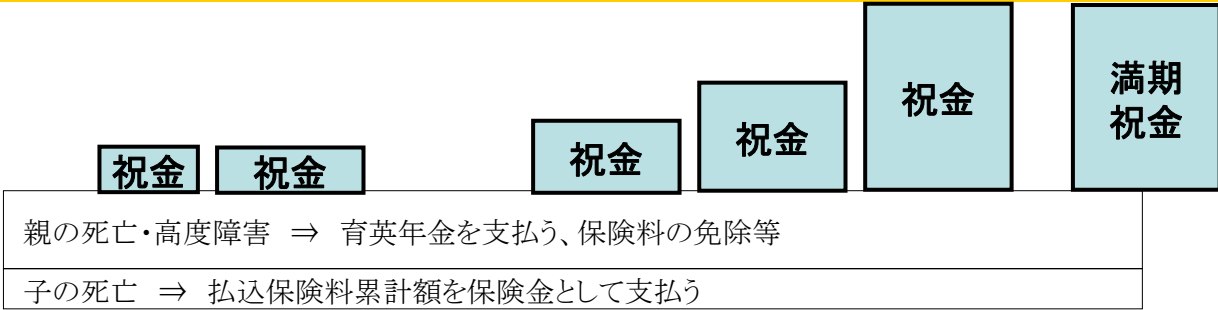 祝金
祝金
祝金
祝金
祝金
満期
祝金
親の死亡・高度障害 ⇒ 育英年金を支払う、保険料の免除等
子の死亡 ⇒ 払込保険料累計額を保険金として支払う